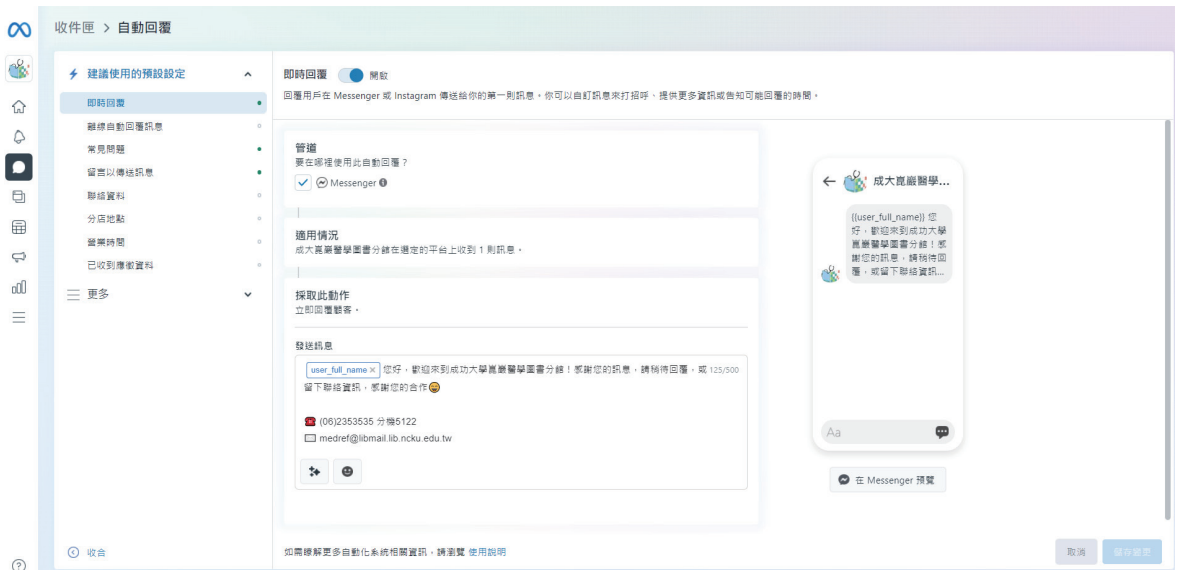 收件匣 > 自動回覆
建議使用的預設設定
即時回覆
離線自動回覆訊息
常見問題
留言以傳送訊息
聯絡資料
分店地點
營業時間
已收到應徵資料
更多
收合
即時回覆 開啟
回覆用戶在 Messenger 或 Instagram 傳送給你的第一則訊息。你可以自訂訊息來打招呼、提供更多資訊或告知可能回覆的時間。
管道
要在哪裡使用此自動回覆？
Messenger
適用情況
成大崑巖醫學圖書分館在選定的平台上收到 1 則訊息。
採取此動作
立即回覆顧客。
發送訊息
user_full_name × 您好，歡迎來到成功大學崑巖醫學圖書分館！感謝您的訊息，請稍待回覆，或 125/500
留下聯絡資訊，感謝您的合作😄
☎️ (06)2353535 分機5122
medref@libmail.lib.ncku.edu.tw
如需瞭解更多自動化系統相關資訊，請瀏覽 使用說明
成大崑巖醫學...
{{user_full_name}} 您
好，歡迎來到成功大學
崑巖醫學圖書分館！感
謝您的訊息，請稍待回
覆，或留下聯絡資訊...
Aa
在 Messenger 預覽
取消
儲存變更